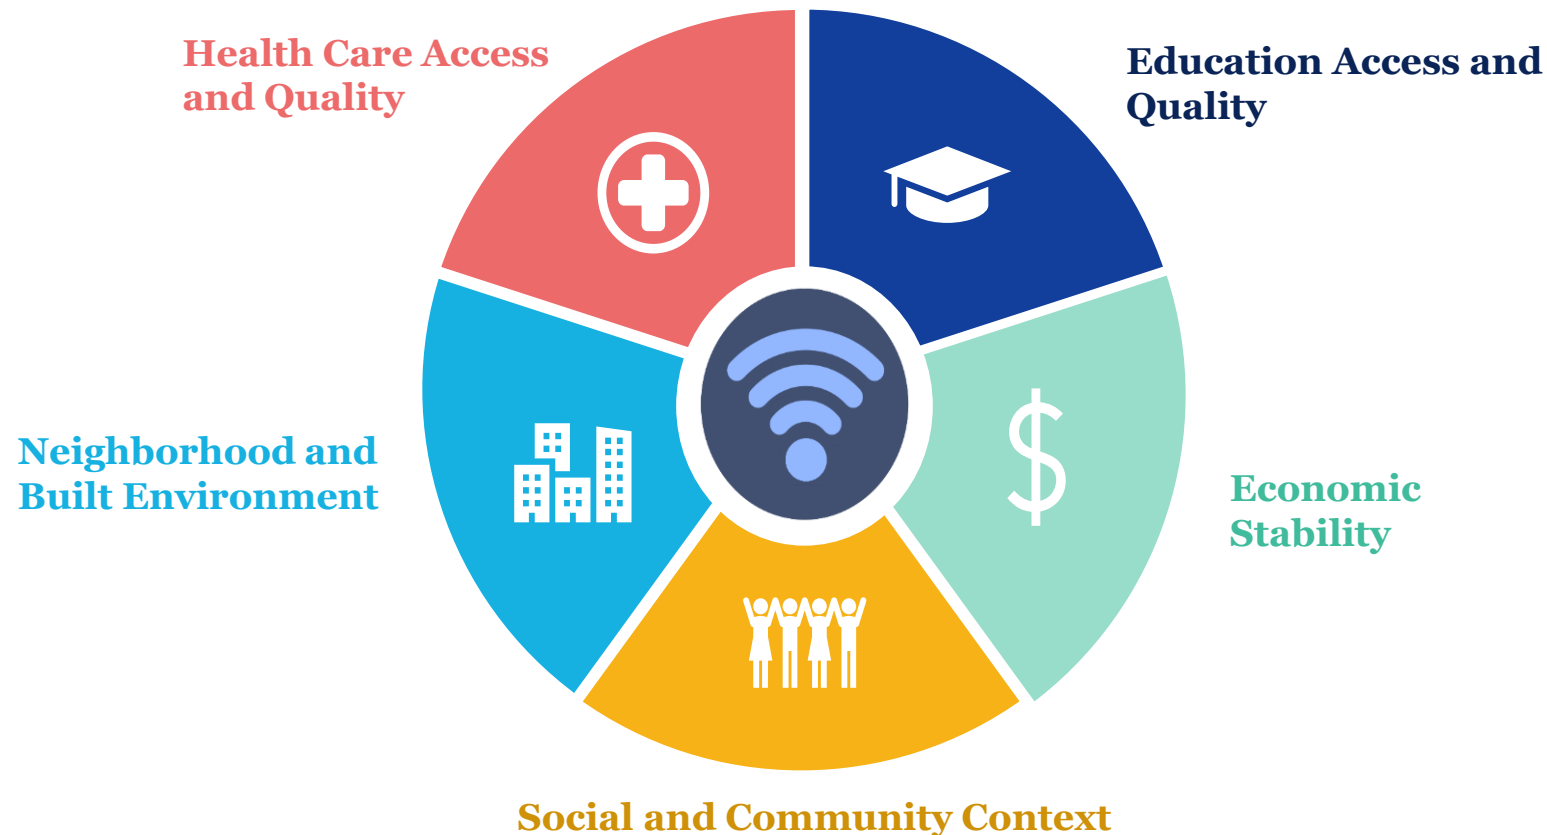 Health Care Access
and Quality
Education Access and
Quality
Neighborhood and
Built Environment
Economic
Stability
Social and Community Context